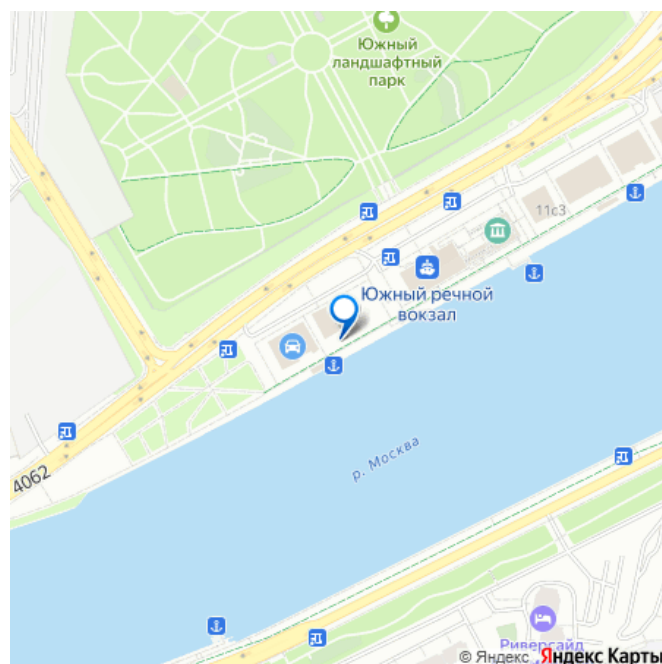 Южный
ландшафтный
парк
11с3
Южный речной
вокзал
р. Москва
4062
Риверсайд
© Яндекс Яндекс Карты